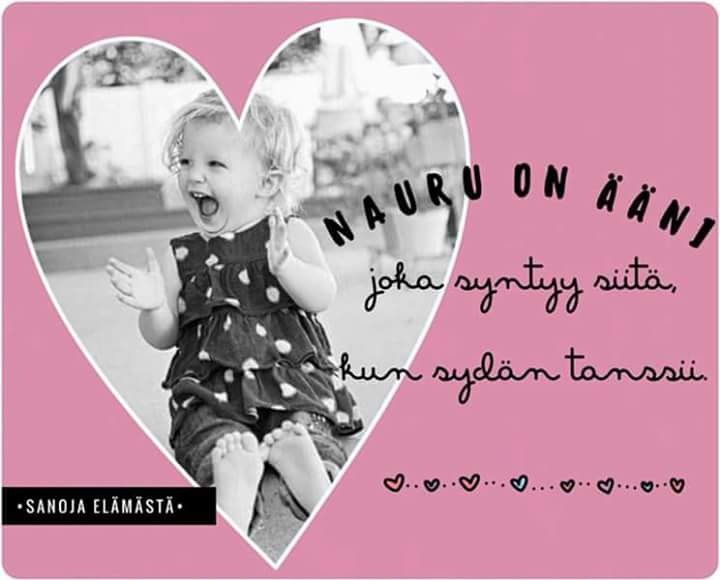 NAURU ON ÄÄNI
joka syntyy siitä,
kun sydän tanssii.
•SANOJA ELÄMÄSTÄ•